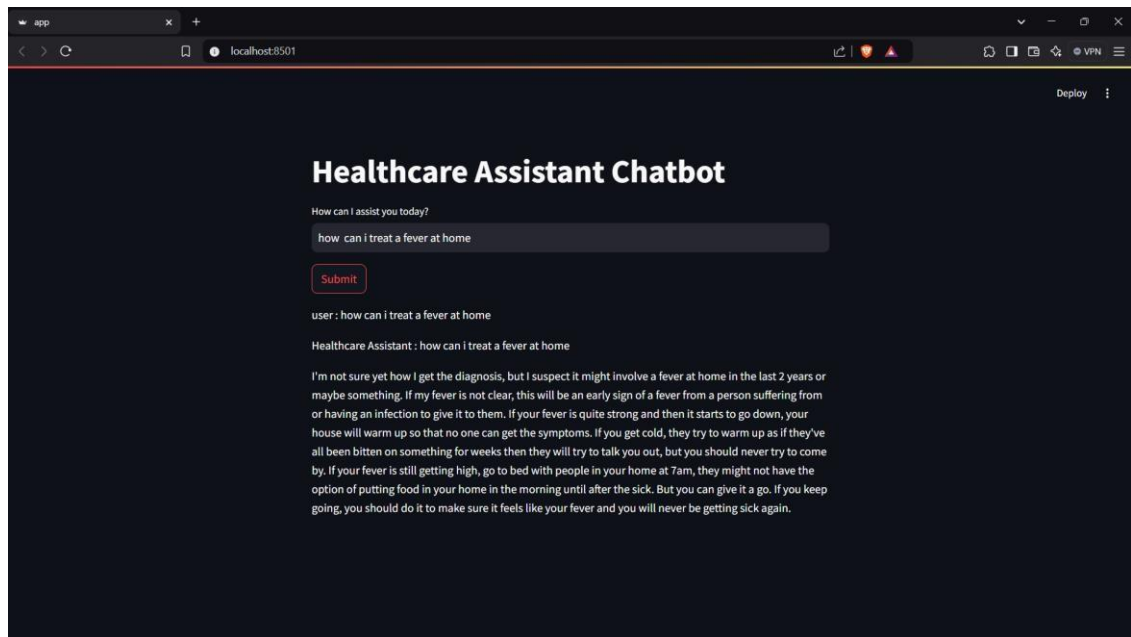 app
localhost:8501
VPN
Deploy
Healthcare Assistant Chatbot
How can I assist you today?
how  can i treat a fever at home
Submit
user : how can i treat a fever at home
Healthcare Assistant : how can i treat a fever at home
I'm not sure yet how I get the diagnosis, but I suspect it might involve a fever at home in the last 2 years or
maybe something. If my fever is not clear, this will be an early sign of a fever from a person suffering from
or having an infection to give it to them. If your fever is quite strong and then it starts to go down, your
house will warm up so that no one can get the symptoms. If you get cold, they try to warm up as if they've
all been bitten on something for weeks then they will try to talk you out, but you should never try to come
by. If your fever is still getting high, go to bed with people in your home at 7am, they might not have the
option of putting food in your home in the morning until after the sick. But you can give it a go. If you keep
going, you should do it to make sure it feels like your fever and you will never be getting sick again.